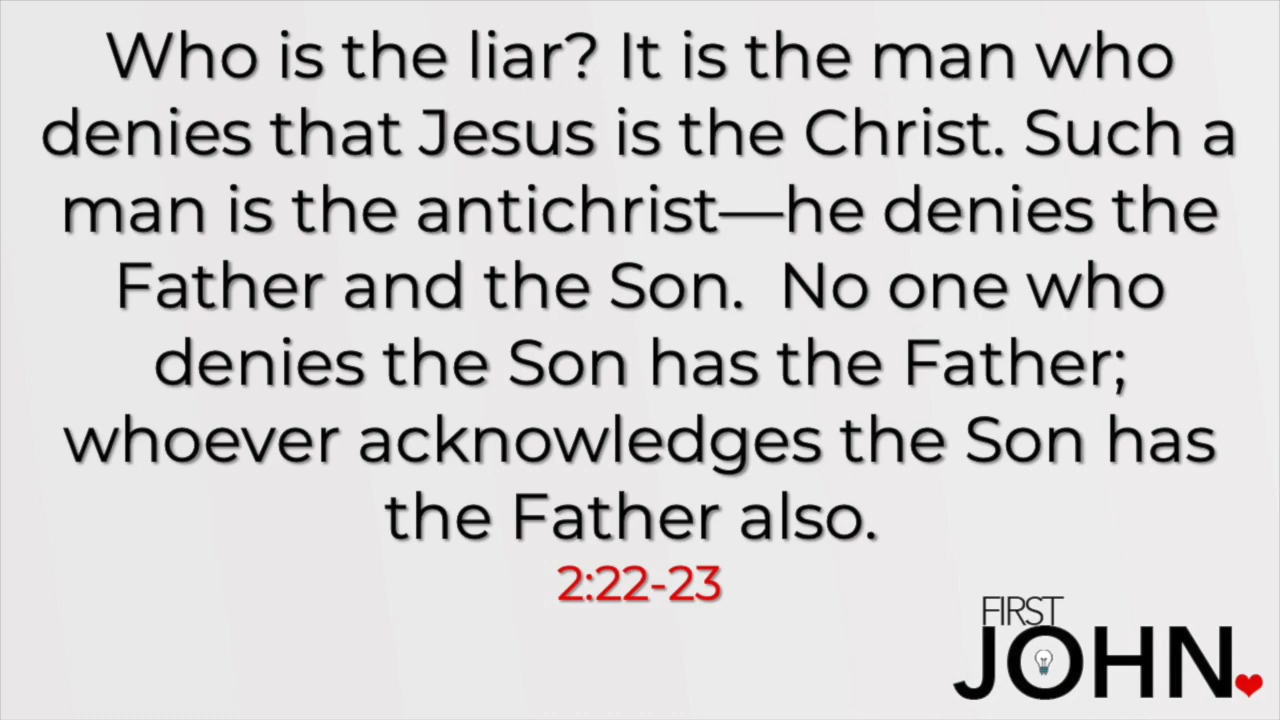 Who is the liar? It is the man who
denies that Jesus is the Christ. Such a
man is the antichrist—he denies the
Father and the Son.  No one who
denies the Son has the Father;
whoever acknowledges the Son has
the Father also.
2:22-23
FIRST
JOHN